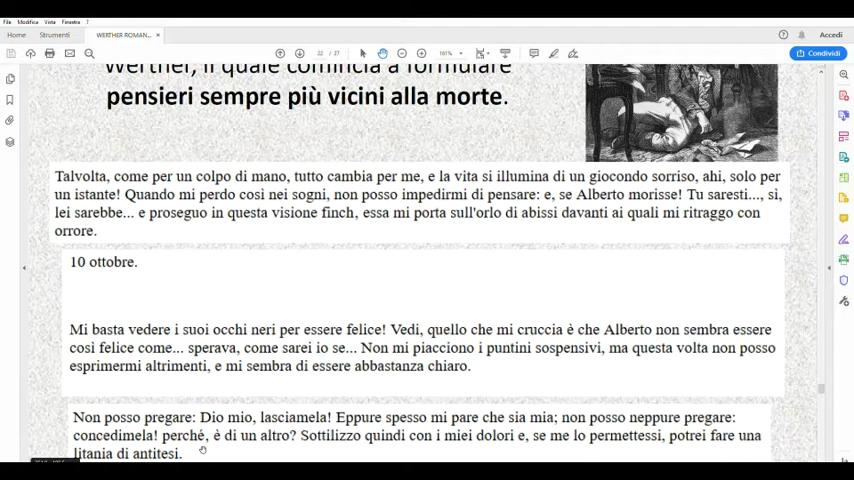 File Modifica Vista Finestra ?
Home Strumenti WERTHER ROMAN... × Accedi
22 / 27 161% Condividi
Werther, il quale comincia a formulare
pensieri sempre più vicini alla morte.
Talvolta, come per un colpo di mano, tutto cambia per me, e la vita si illumina di un giocondo sorriso, ahi, solo per
un istante! Quando mi perdo così nei sogni, non posso impedirmi di pensare: e, se Alberto morisse! Tu saresti..., sì,
lei sarebbe... e proseguo in questa visione finch, essa mi porta sull'orlo di abissi davanti ai quali mi ritraggo con
orrore.
10 ottobre.
Mi basta vedere i suoi occhi neri per essere felice! Vedi, quello che mi cruccia è che Alberto non sembra essere
così felice come... sperava, come sarei io se... Non mi piacciono i puntini sospensivi, ma questa volta non posso
esprimermi altrimenti, e mi sembra di essere abbastanza chiaro.
Non posso pregare: Dio mio, lasciamela! Eppure spesso mi pare che sia mia; non posso neppure pregare:
concedimela! perché, è di un altro? Sottilizzo quindi con i miei dolori e, se me lo permettessi, potrei fare una
litania di antitesi.